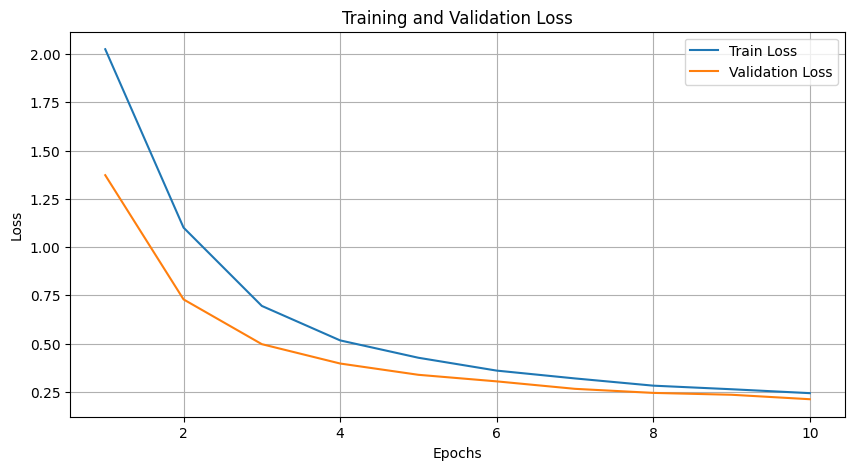 Training and Validation Loss
Train Loss
Validation Loss
Loss
2.00
1.75
1.50
1.25
1.00
0.75
0.50
0.25
2
4
6
8
10
Epochs